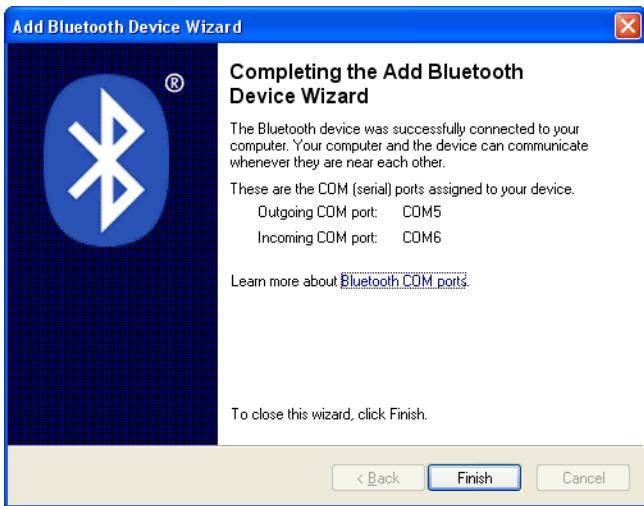 Add Bluetooth Device Wizard
®
Completing the Add Bluetooth
Device Wizard
The Bluetooth device was successfully connected to your
computer. Your computer and the device can communicate
whenever they are near each other.
These are the COM (serial) ports assigned to your device.
Outgoing COM port: COM5
Incoming COM port: COM6
Learn more about Bluetooth COM ports.
To close this wizard, click Finish.
< Back
Finish
Cancel